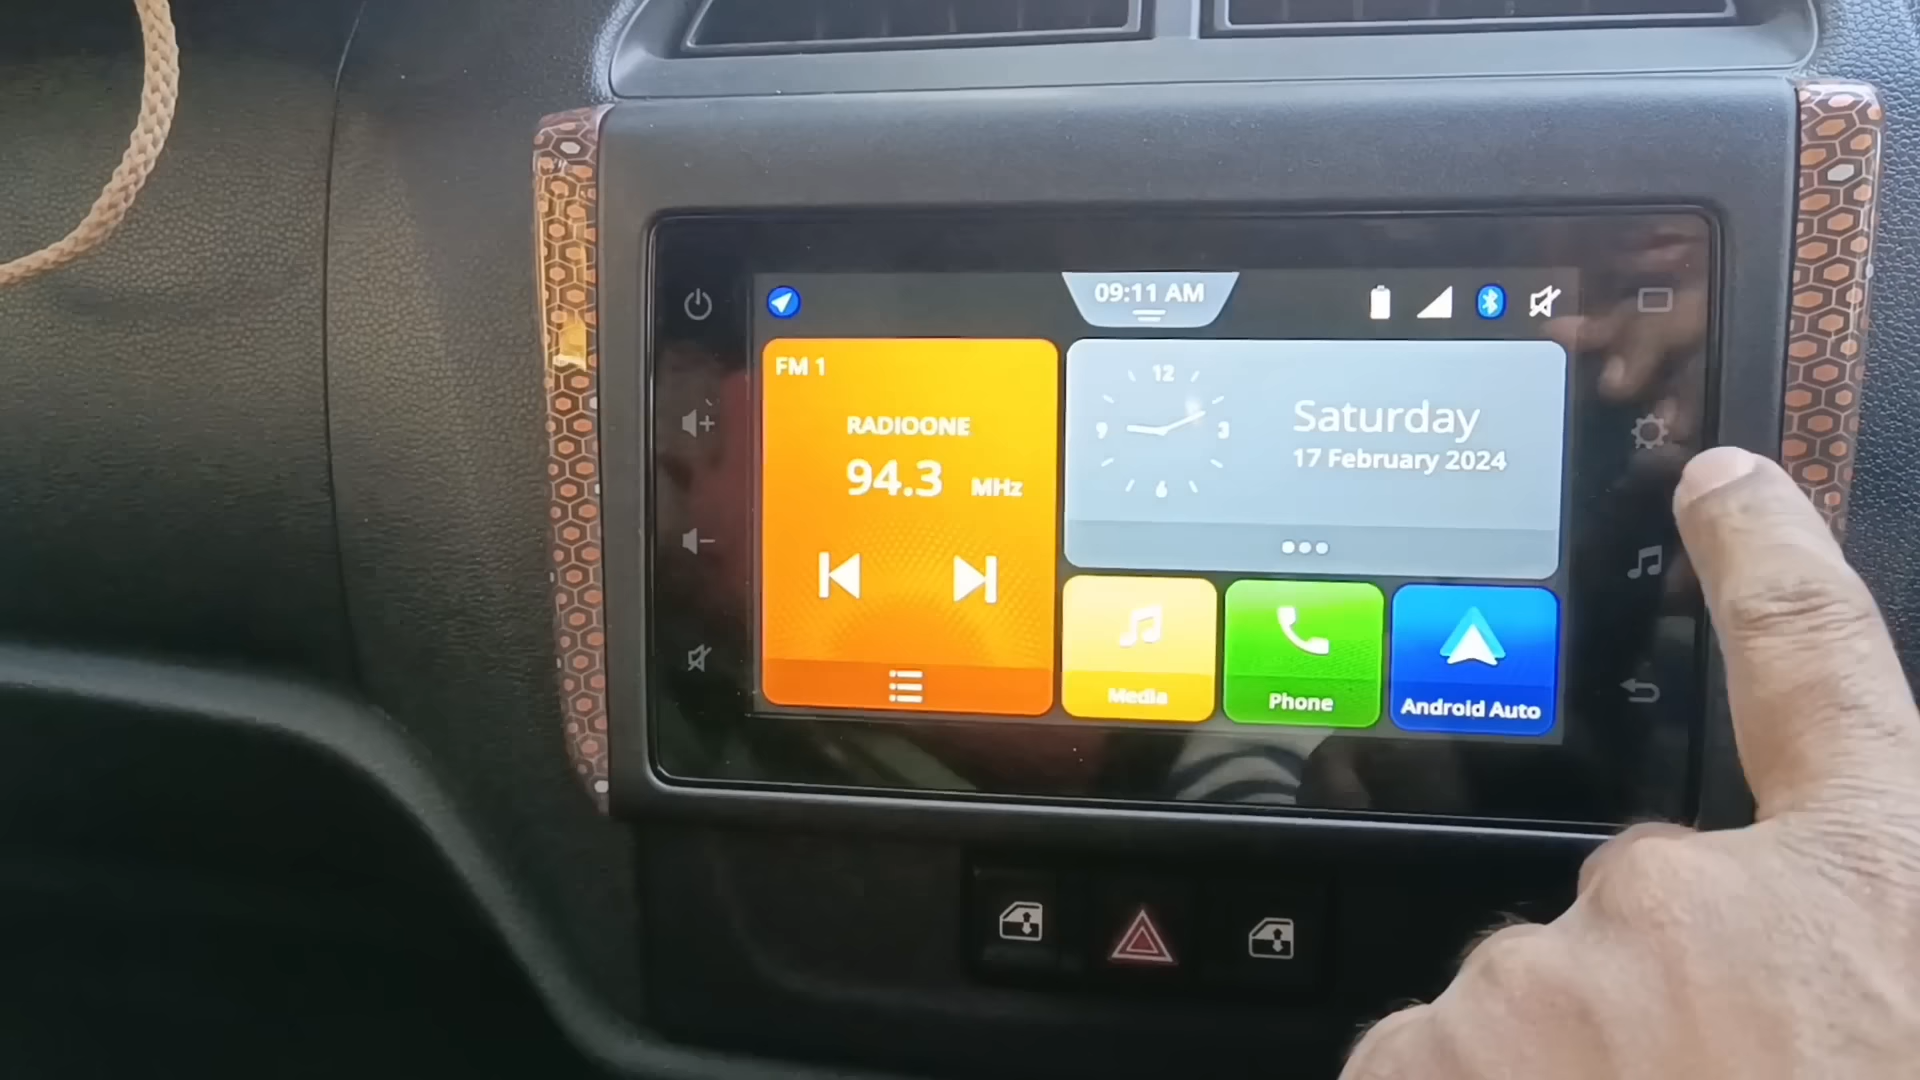 09:11 AM
FM 1
RADIOONE
94.3 MHz
12
9
3
6
Saturday
17 February 2024
Media
Phone
Android Auto